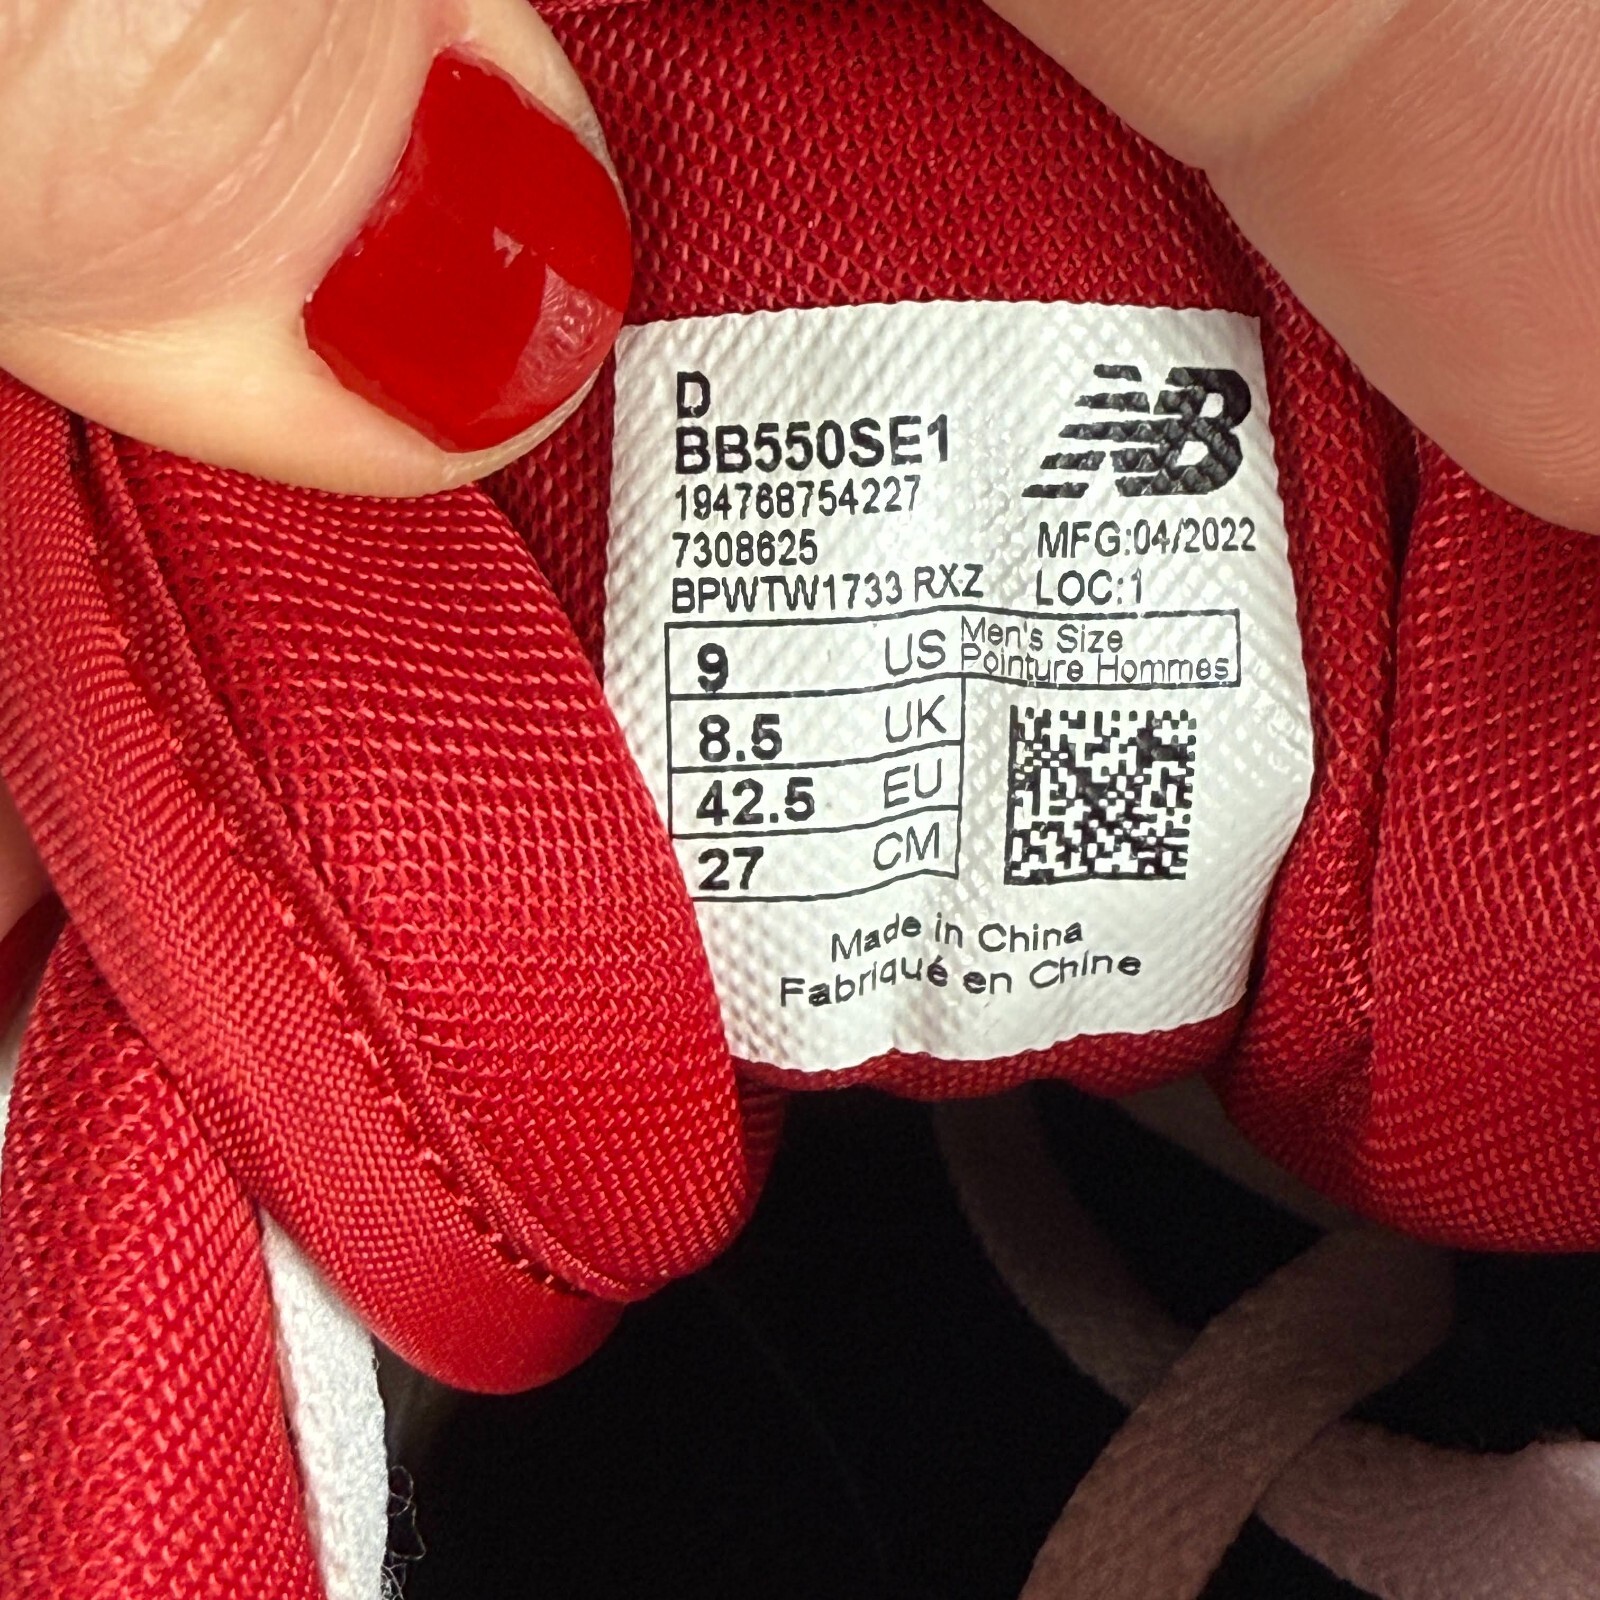 D
BB550SE1
194768754227
7308625
BPWTW1733 RXZ
NB
MFG:04/2022
LOC:1
9 US Men's Size
Pointure Hommes
8.5 UK
42.5 EU
27 CM
Made in China
Fabriqué en Chine